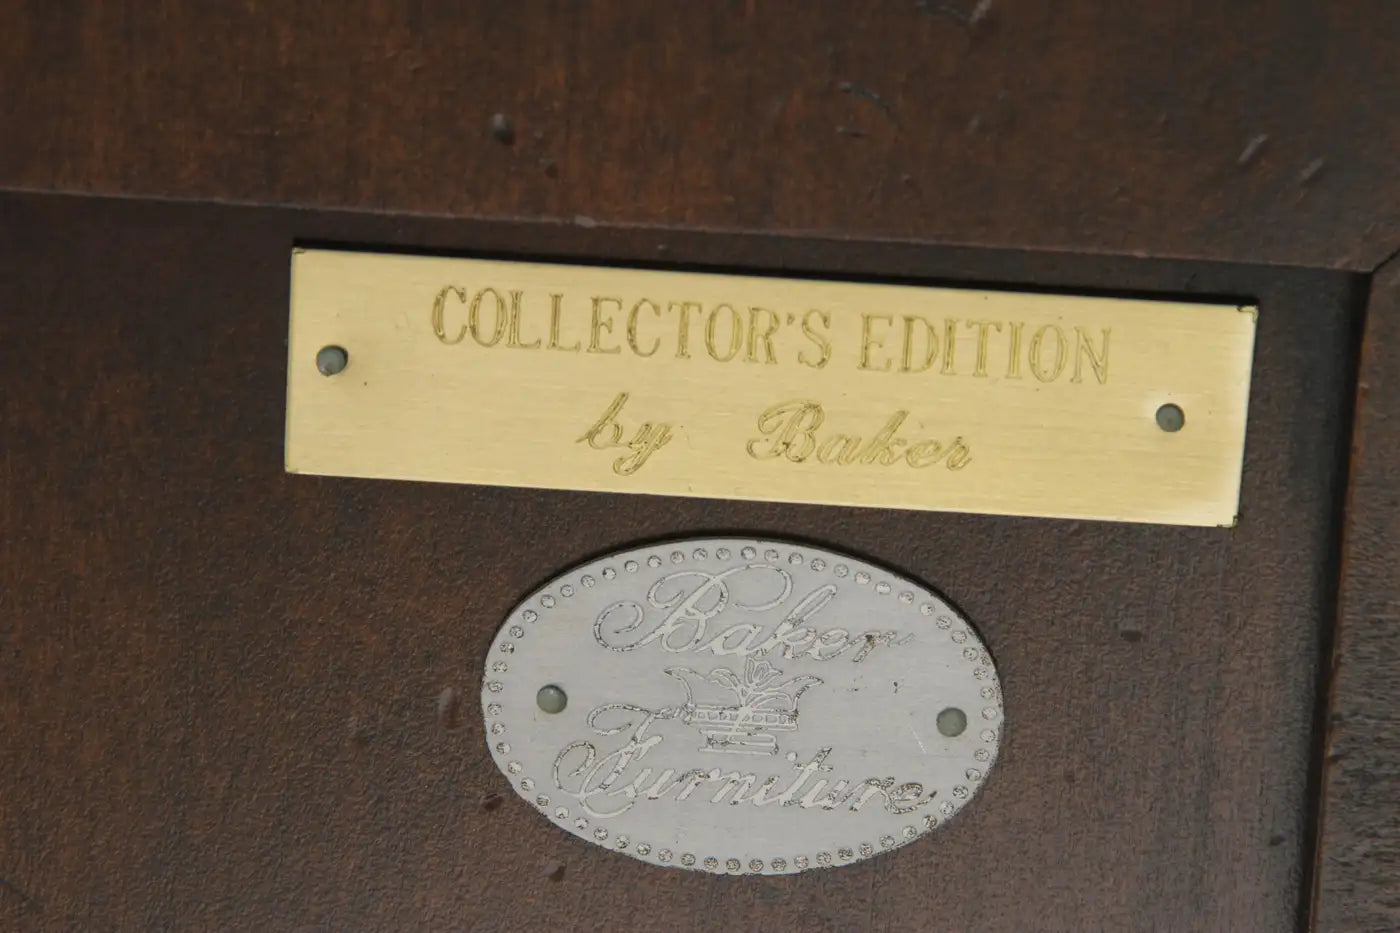 COLLECTOR'S EDITION
by Baker
Baker
Furniture